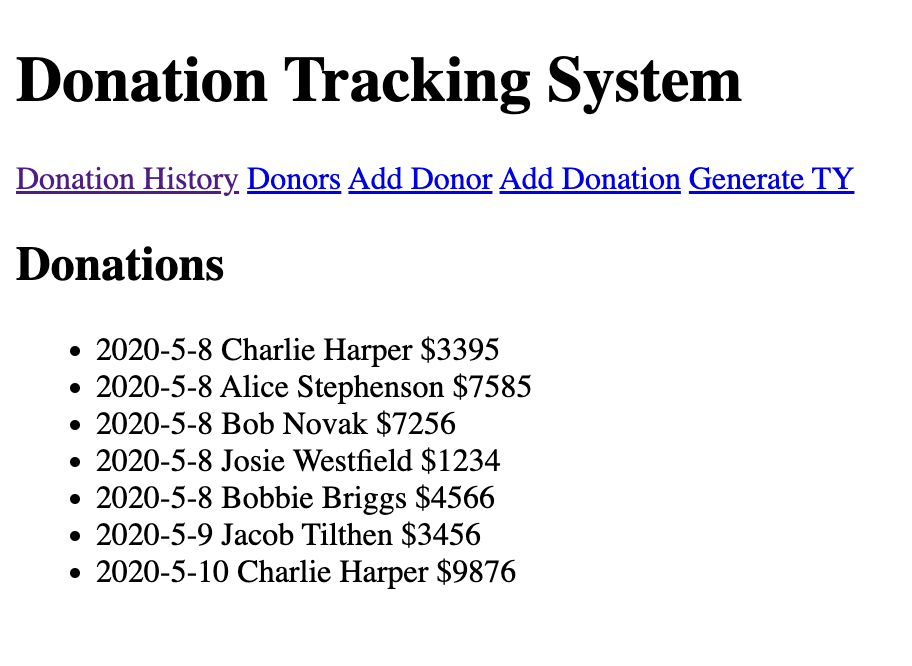 Donation Tracking System
Donation History Donors Add Donor Add Donation Generate TY
Donations
• 2020-5-8 Charlie Harper $3395
• 2020-5-8 Alice Stephenson $7585
• 2020-5-8 Bob Novak $7256
• 2020-5-8 Josie Westfield $1234
• 2020-5-8 Bobbie Briggs $4566
• 2020-5-9 Jacob Tilthen $3456
• 2020-5-10 Charlie Harper $9876